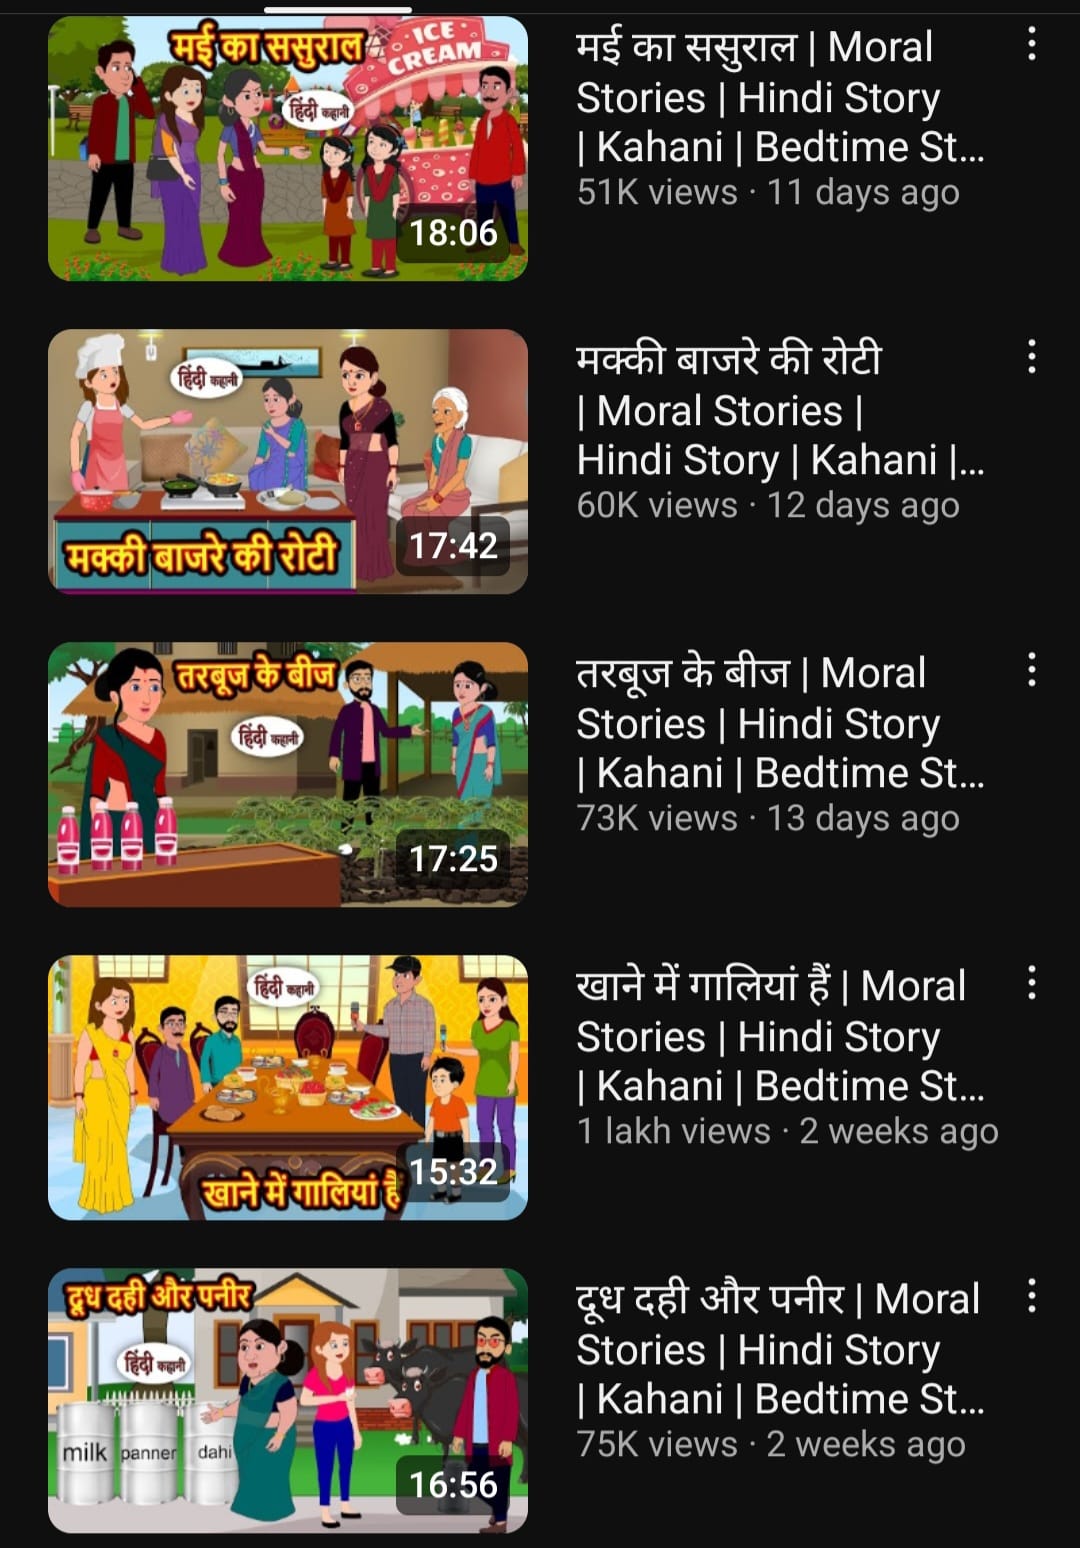 मई का ससुराल
ICE
CREAM
हिंदी कहानी
18:06
मई का ससुराल | Moral
Stories | Hindi Story
| Kahani | Bedtime St...
51K views · 11 days ago
हिंदी कहानी
मक्की बाजरे की रोटी
17:42
मक्की बाजरे की रोटी
| Moral Stories |
Hindi Story | Kahani |...
60K views · 12 days ago
तरबूज के बीज
हिंदी कहानी
17:25
तरबूज के बीज | Moral
Stories | Hindi Story
| Kahani | Bedtime St...
73K views · 13 days ago
हिंदी कहानी
खाने में गालियां है
15:32
खाने में गालियां हैं | Moral
Stories | Hindi Story
| Kahani | Bedtime St...
1 lakh views · 2 weeks ago
दूध दही और पनीर
हिंदी कहानी
milk panner dahi
16:56
दूध दही और पनीर | Moral
Stories | Hindi Story
| Kahani | Bedtime St...
75K views · 2 weeks ago